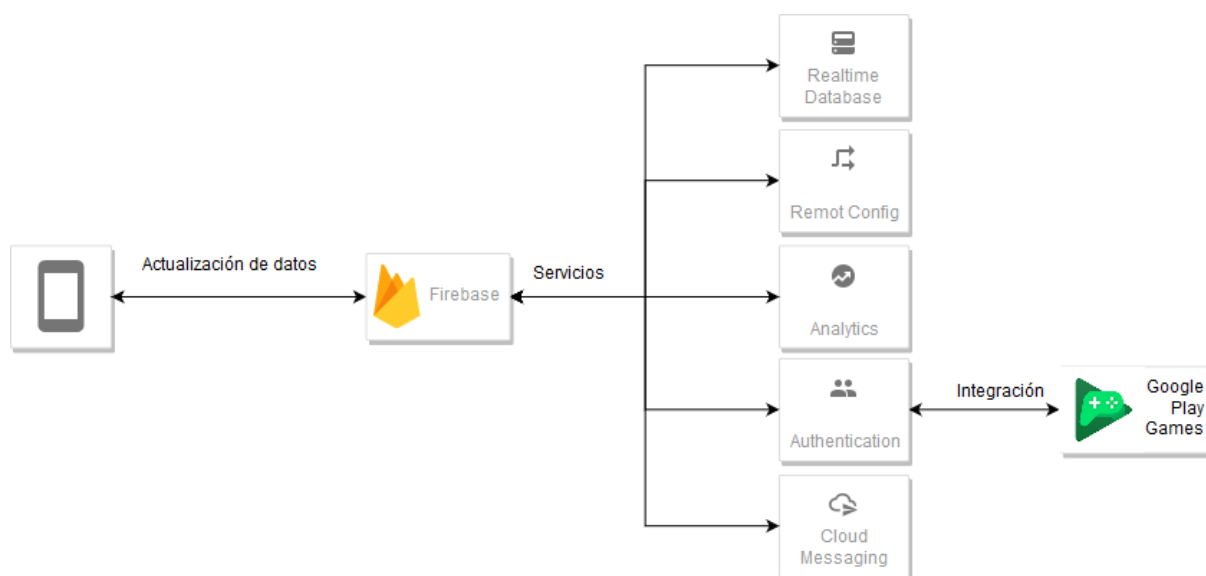 Realtime
Database
Remot Config
Actualización de datos
Servicios
Firebase
Analytics
Integración
Google
Play
Games
Authentication
Cloud
Messaging